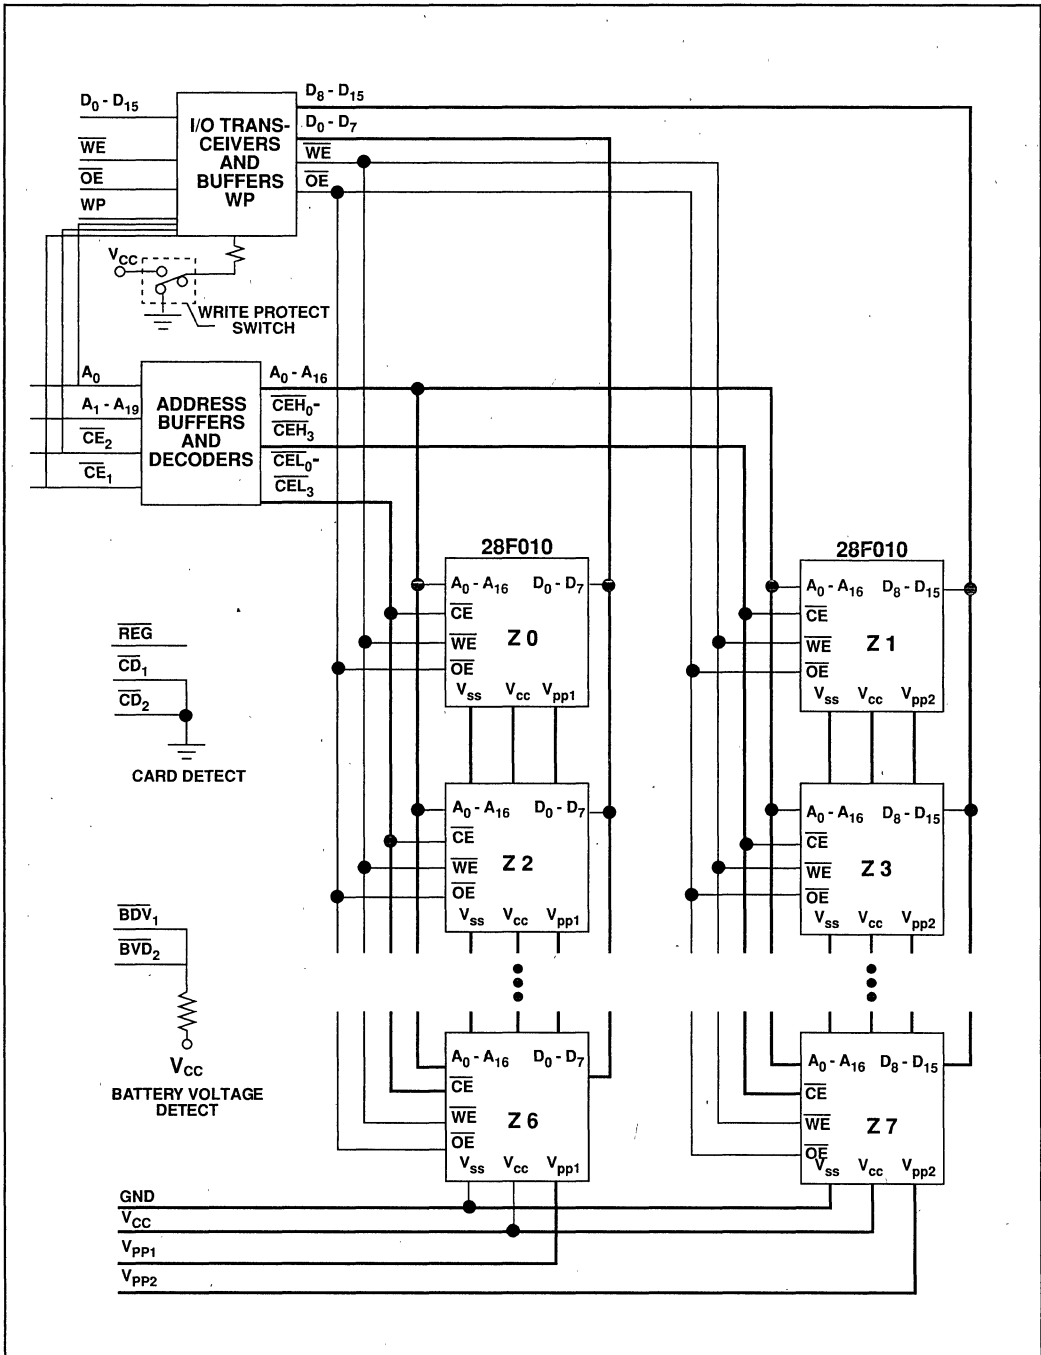 D0 - D15
WE
OE
WP
I/O TRANS-
CEIVERS
AND
BUFFERS
WP
D8 - D15
D0 - D7
WE
OE
VCC
WRITE PROTECT
SWITCH
A0
A1 - A19
CE2
CE1
ADDRESS
BUFFERS
AND
DECODERS
A0 - A16
CEH0-
CEH3
CEL0-
CEL3
28F010
A0 - A16 D0 - D7
CE
Z 0
WE
OE
Vss Vcc Vpp1
28F010
A0 - A16 D8 - D15
CE
Z 1
WE
OE
Vss Vcc Vpp2
REG
CD1
CD2
CARD DETECT
A0 - A16 D0 - D7
CE
Z 2
WE
OE
Vss Vcc Vpp1
A0 - A16 D8 - D15
CE
Z 3
WE
OE
Vss Vcc Vpp2
BDV1
BVD2
VCC
BATTERY VOLTAGE
DETECT
A0 - A16 D0 - D7
CE
Z 6
WE
OE
Vss Vcc Vpp1
A0 - A16 D8 - D15
CE
Z 7
WE
OE
Vss Vcc Vpp2
GND
VCC
VPP1
VPP2